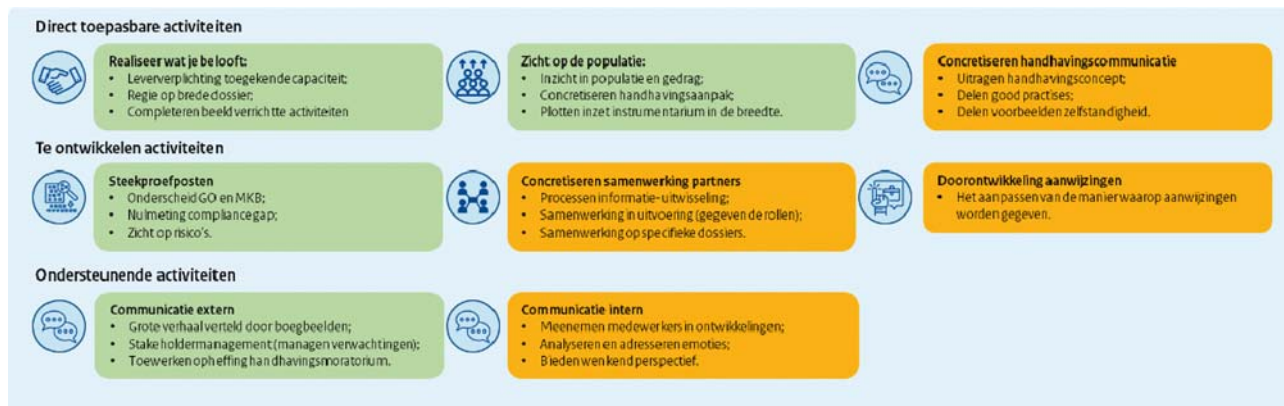 Direct toepasbare activiteiten
Realiseer wat je belooft:
• Leververplichting toegekende capaciteit;
• Regie op brede dossier;
• Completeren beeld verrichtte activiteiten
Zicht op de populatie:
• Inzicht in populatie en gedrag;
• Concretiseren handhavingsaanpak;
• Plotten inzet instrumentarium in de breedte.
Concretiseren handhavingscommunicatie
• Uitragen handhavingsconcept;
• Delen good practises;
• Delen voorbeelden zelfstandigheid.
Te ontwikkelen activiteiten
Steekproefposten
• Onderscheid GO en MKB;
• Nulmeting compliancegap;
• Zicht op risico's.
Concretiseren samenwerking partners
• Processen informatie-uitwisseling;
• Samenwerking in uitvoering (gegeven de rollen);
• Samenwerking op specifieke dossiers.
Doorontwikkeling aanwijzingen
• Het aanpassen van de manier waarop aanwijzingen
worden gegeven.
Ondersteunende activiteiten
Communicatie extern
• Grote verhaal verteld door boegbeelden;
• Stakeholdermanagement (managen verwachtingen);
• Toewerken opheffing handhavingsmoratorium.
Communicatie intern
• Meenemen medewerkers in ontwikkelingen;
• Analyseren en adresseren emoties;
• Bieden wenkend perspectief.